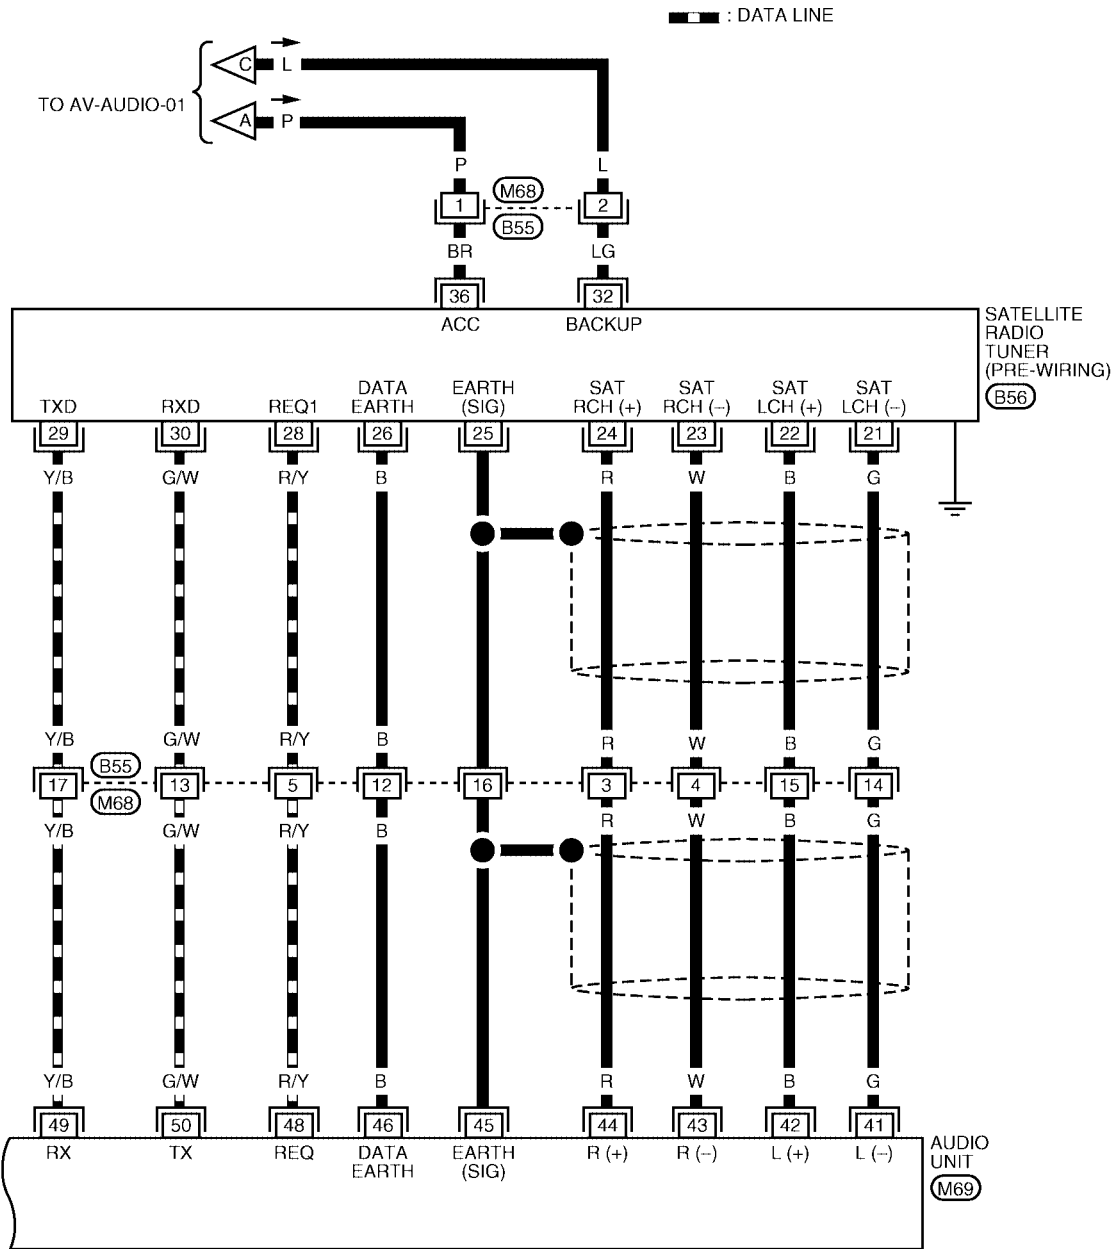 : DATA LINE
C L
TO AV-AUDIO-01
A P
P L
1 M68 2
B55
BR LG
36 32
ACC BACKUP
SATELLITE
RADIO
TUNER
(PRE-WIRING)
B56
TXD RXD REQ1 DATA EARTH EARTH (SIG) SAT RCH (+) SAT RCH (–) SAT LCH (+) SAT LCH (–)
29 30 28 26 25 24 23 22 21
Y/B G/W R/Y B R W B G
Y/B G/W R/Y B R W B G
B55
17 13 5 12 16 3 4 15 14
M68
Y/B G/W R/Y B R W B G
Y/B G/W R/Y B R W B G
49 50 48 46 45 44 43 42 41
RX TX REQ DATA EARTH EARTH (SIG) R (+) R (–) L (+) L (–)
AUDIO
UNIT
M69